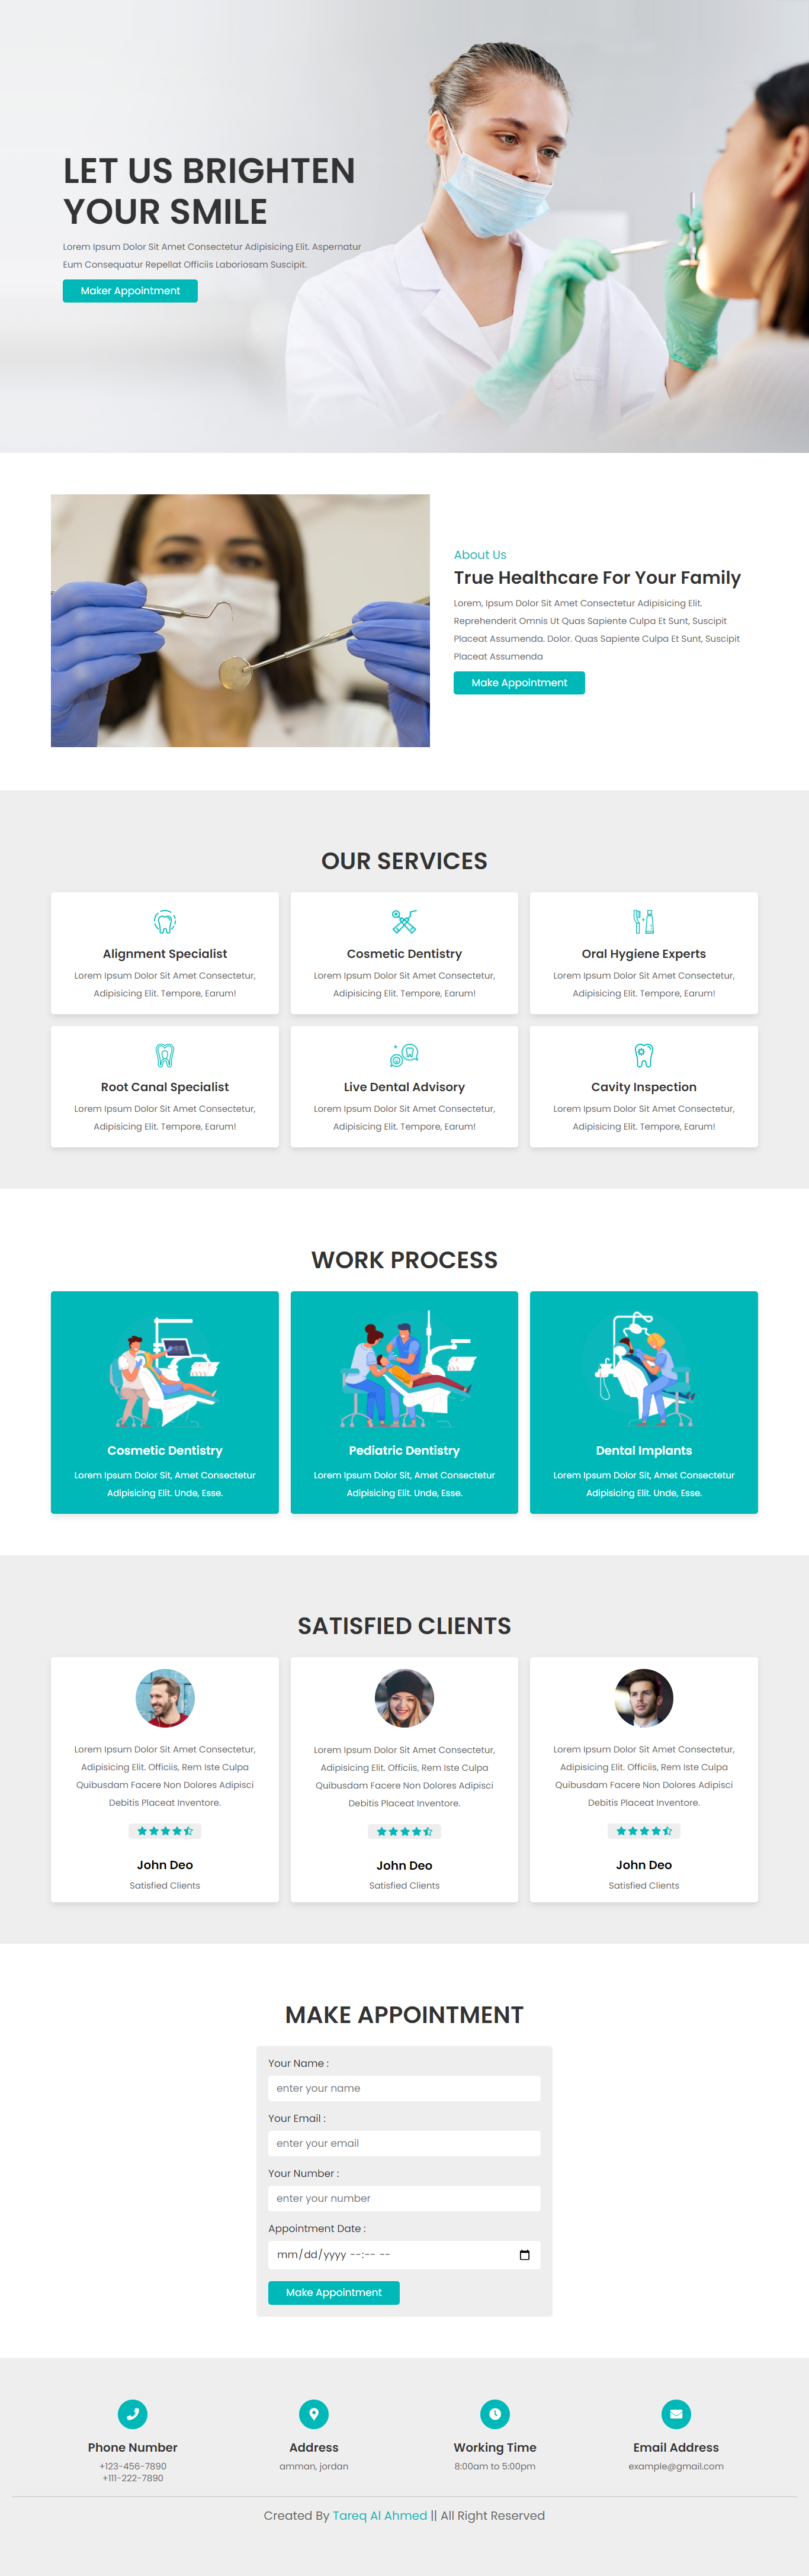 LET US BRIGHTEN
YOUR SMILE
Lorem Ipsum Dolor Sit Amet Consectetur Adipisicing Elit. Aspernatur
Eum Consequatur Repellat Officiis Laboriosam Suscipit.
Maker Appointment
About Us
True Healthcare For Your Family
Lorem, Ipsum Dolor Sit Amet Consectetur Adipisicing Elit.
Reprehenderit Omnis Ut Quas Sapiente Culpa Et Sunt, Suscipit
Placeat Assumenda. Dolor. Quas Sapiente Culpa Et Sunt, Suscipit
Placeat Assumenda
Make Appointment
OUR SERVICES
Alignment Specialist
Lorem Ipsum Dolor Sit Amet Consectetur,
Adipisicing Elit. Tempore, Earum!
Cosmetic Dentistry
Lorem Ipsum Dolor Sit Amet Consectetur,
Adipisicing Elit. Tempore, Earum!
Oral Hygiene Experts
Lorem Ipsum Dolor Sit Amet Consectetur,
Adipisicing Elit. Tempore, Earum!
Root Canal Specialist
Lorem Ipsum Dolor Sit Amet Consectetur,
Adipisicing Elit. Tempore, Earum!
Live Dental Advisory
Lorem Ipsum Dolor Sit Amet Consectetur,
Adipisicing Elit. Tempore, Earum!
Cavity Inspection
Lorem Ipsum Dolor Sit Amet Consectetur,
Adipisicing Elit. Tempore, Earum!
WORK PROCESS
Cosmetic Dentistry
Lorem Ipsum Dolor Sit, Amet Consectetur
Adipisicing Elit. Unde, Esse.
Pediatric Dentistry
Lorem Ipsum Dolor Sit, Amet Consectetur
Adipisicing Elit. Unde, Esse.
Dental Implants
Lorem Ipsum Dolor Sit, Amet Consectetur
Adipisicing Elit. Unde, Esse.
SATISFIED CLIENTS
Lorem Ipsum Dolor Sit Amet Consectetur,
Adipisicing Elit. Officiis, Rem Iste Culpa
Quibusdam Facere Non Dolores Adipisci
Debitis Placeat Inventore.
John Deo
Satisfied Clients
Lorem Ipsum Dolor Sit Amet Consectetur,
Adipisicing Elit. Officiis, Rem Iste Culpa
Quibusdam Facere Non Dolores Adipisci
Debitis Placeat Inventore.
John Deo
Satisfied Clients
Lorem Ipsum Dolor Sit Amet Consectetur,
Adipisicing Elit. Officiis, Rem Iste Culpa
Quibusdam Facere Non Dolores Adipisci
Debitis Placeat Inventore.
John Deo
Satisfied Clients
MAKE APPOINTMENT
Your Name :
enter your name
Your Email :
enter your email
Your Number :
enter your number
Appointment Date :
mm/dd/yyyy --:-- --
Make Appointment
Phone Number
+123-456-7890
+111-222-7890
Address
amman, jordan
Working Time
8:00am to 5:00pm
Email Address
example@gmail.com
Created By Tareq Al Ahmed || All Right Reserved